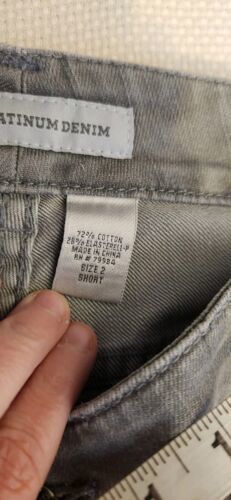 ATINUM DENIM
72% COTTON
28% ELASTERELL-P
MADE IN CHINA
RN # 79984
SIZE 2
SHORT